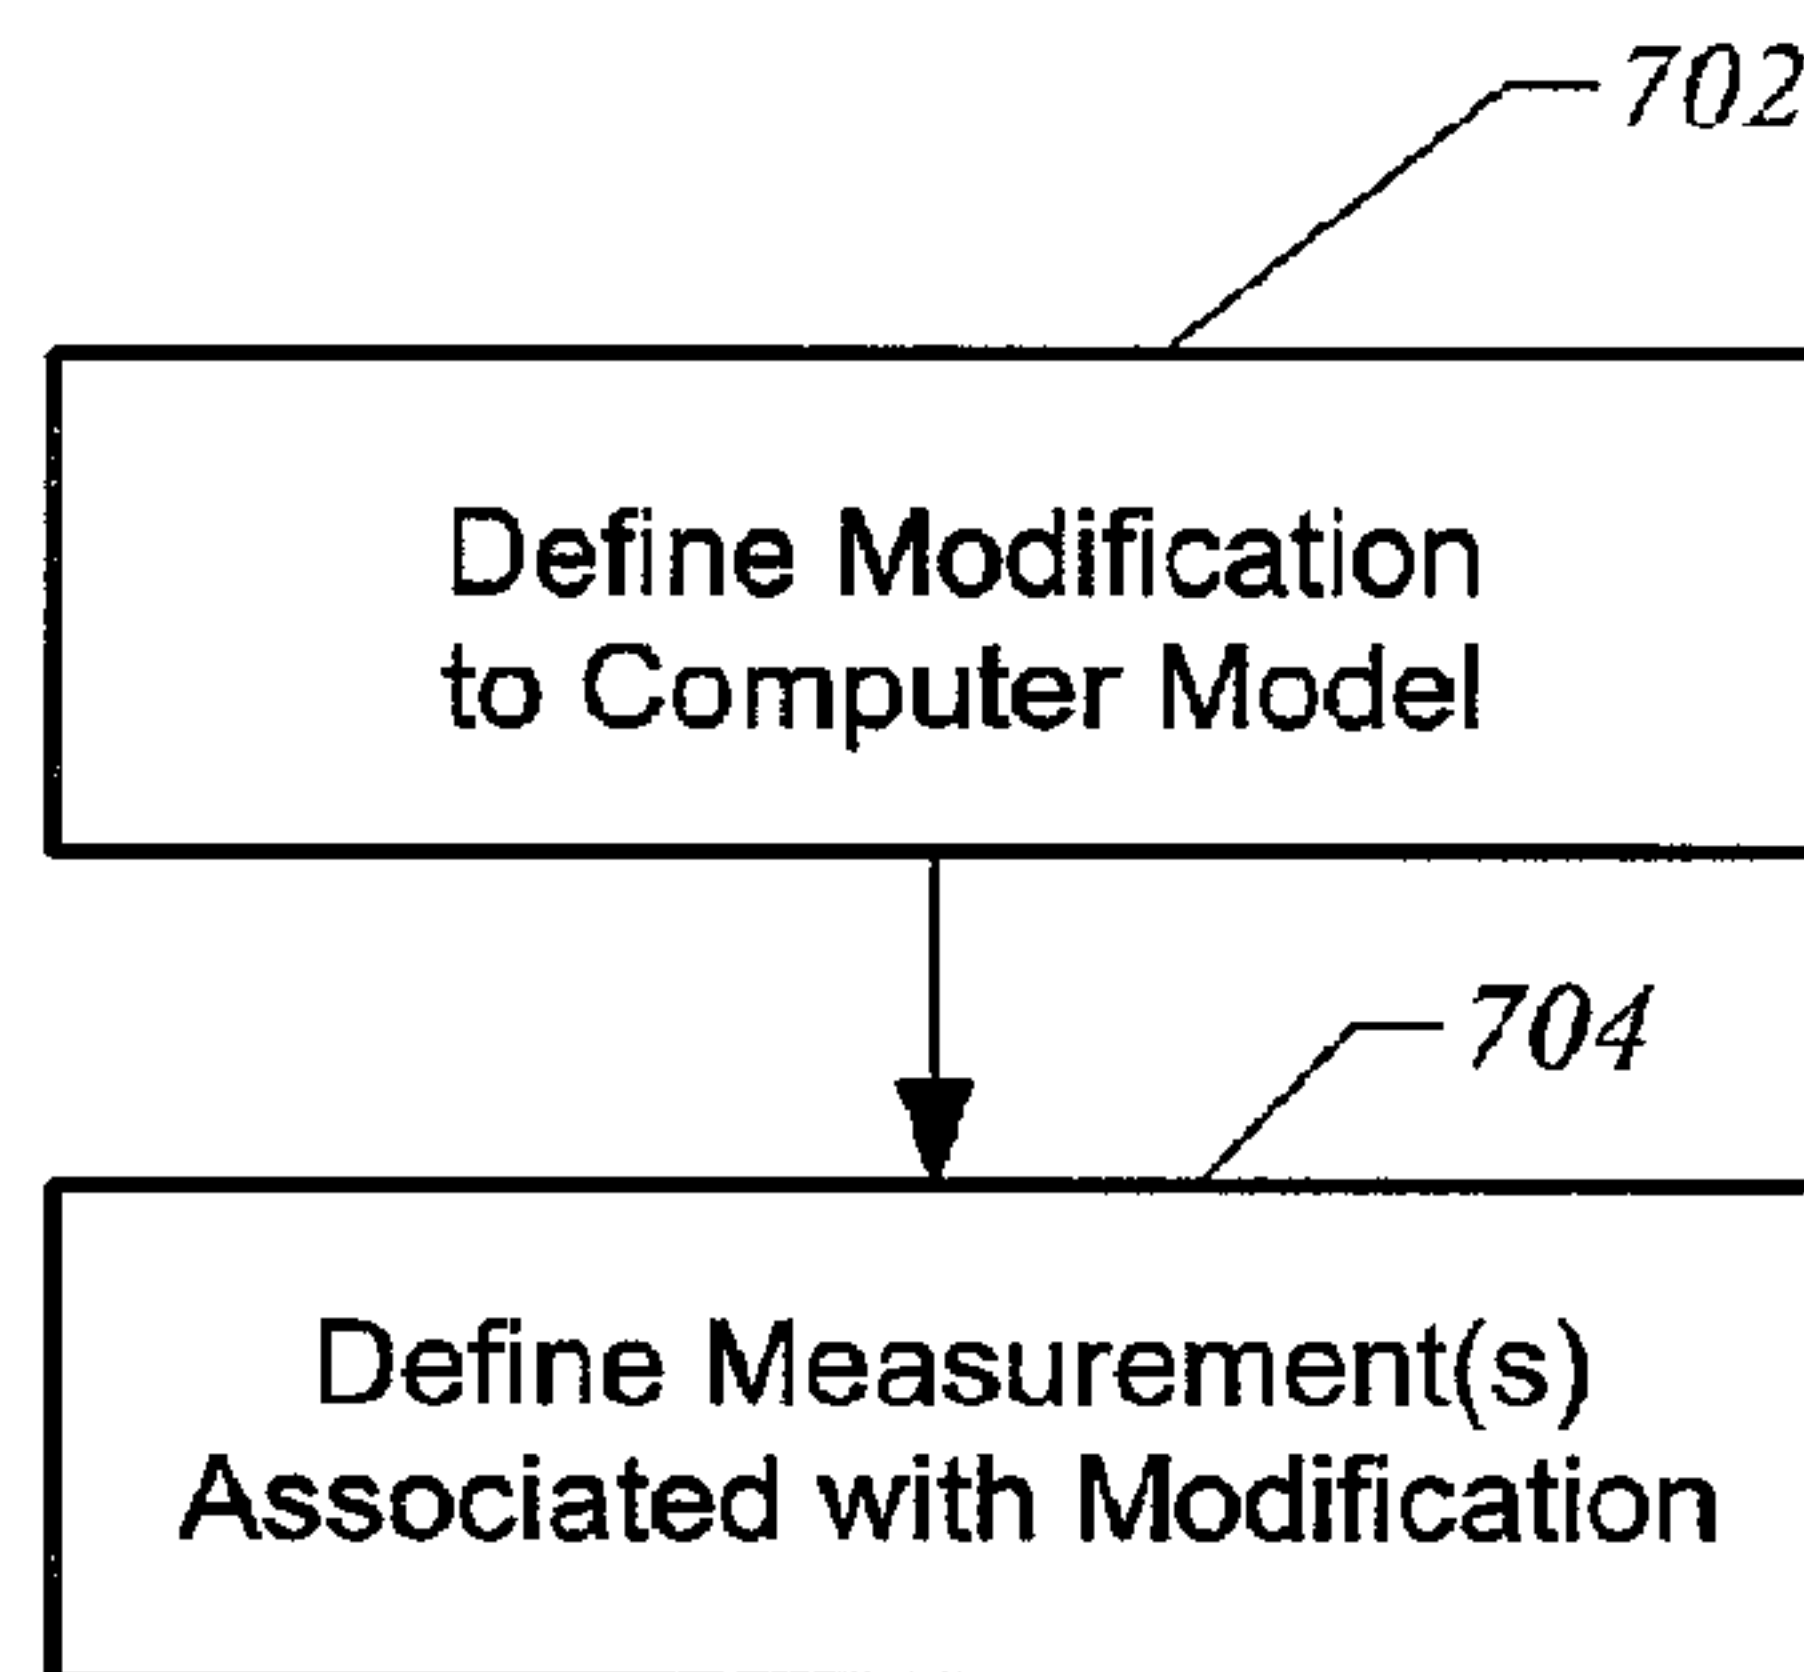 702
Define Modification
to Computer Model
704
Define Measurement(s)
Associated with Modification